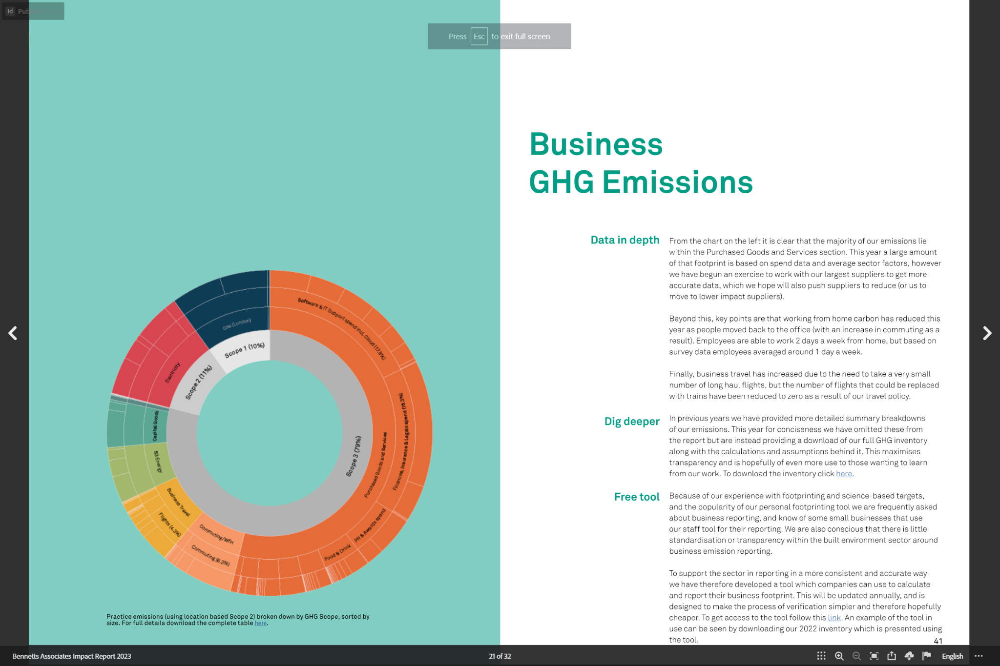 Id Pub
Press Esc to exit full screen
Business
GHG Emissions
Data in depth
From the chart on the left it is clear that the majority of our emissions lie
within the Purchased Goods and Services section. This year a large amount
of that footprint is based on spend data and average sector factors, however
we have begun an exercise to work with our largest suppliers to get more
accurate data, which we hope will also push suppliers to reduce (or us to
move to lower impact suppliers).
Beyond this, key points are that working from home carbon has reduced this
year as people moved back to the office (with an increase in commuting as a
result). Employees are able to work 2 days a week from home, but based on
survey data employees averaged around 1 day a week.
Finally, business travel has increased due to the need to take a very small
number of long haul flights, but the number of flights that could be replaced
with trains have been reduced to zero as a result of our travel policy.
Dig deeper
In previous years we have provided more detailed summary breakdowns
of our emissions. This year for conciseness we have omitted these from
the report but are instead providing a download of our full GHG inventory
along with the calculations and assumptions behind it. This maximises
transparency and is hopefully of even more use to those wanting to learn
from our work. To download the inventory click here.
Free tool
Because of our experience with footprinting and science-based targets,
and the popularity of our personal footprinting tool we are frequently asked
about business reporting, and know of some small businesses that use
our staff tool for their reporting. We are also conscious that there is little
standardisation or transparency within the built environment sector around
business emission reporting.
To support the sector in reporting in a more consistent and accurate way
we have therefore developed a tool which companies can use to calculate
and report their business footprint. This will be updated annually, and is
designed to make the process of verification simpler and therefore hopefully
cheaper. To get access to the tool follow this link. An example of the tool in
use can be seen by downloading our 2022 inventory which is presented using
the tool.
41
Scope 1 (10%)
Scope 2 (11%)
Scope 3 (79%)
Gas (London)
Electricity
Capital Goods
S3 Energy
Business Travel
Flights (4.3%)
Commuting/WfH
Commuting (6.3%)
Purchased Goods and Services
Software & IT Support spend incl. Cloud (17.8%)
Finances, Insurance & Legals spend (16.3%)
PR & Awards spend
Food & Drink
Practice emissions (using location based Scope 2) broken down by GHG Scope, sorted by
size. For full details download the complete table here.
Bennetts Associates Impact Report 2023
21 of 32
English